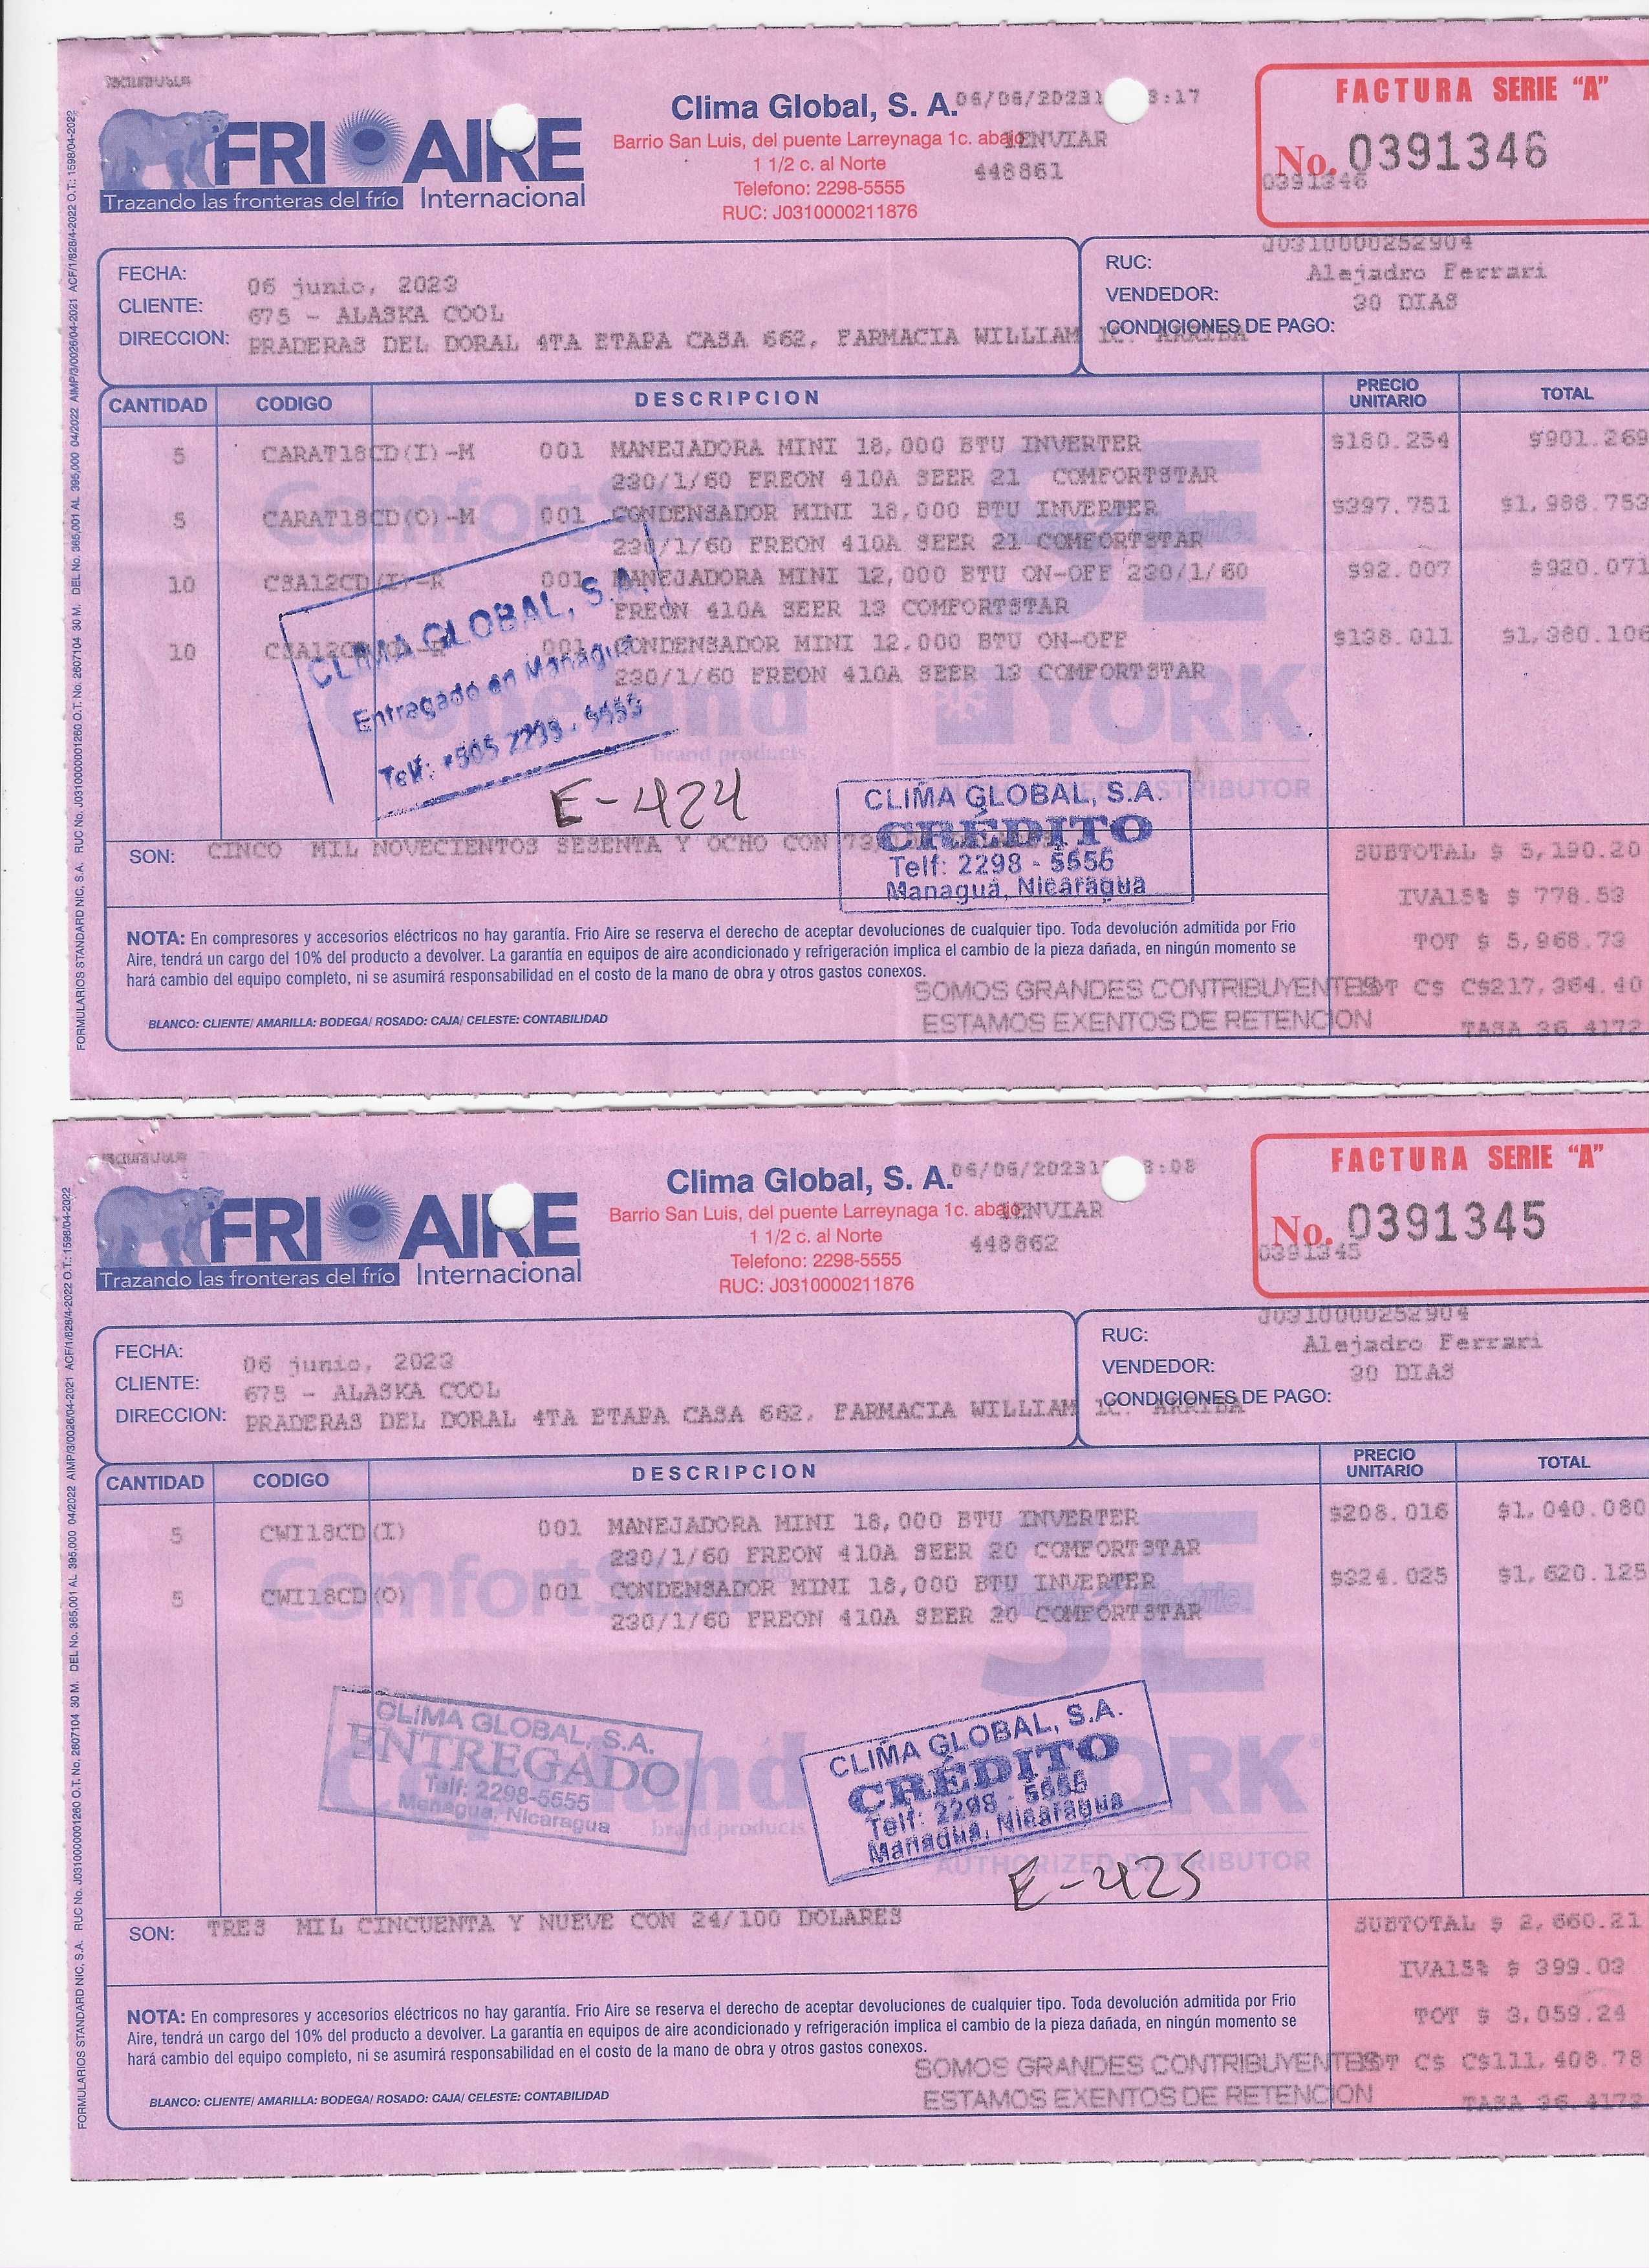 FRIOAIRE
Trazando las fronteras del frío Internacional
Clima Global, S. A.
Barrio San Luis, del puente Larreynaga 1c. abajo
1 1/2 c. al Norte
Telefono: 2298-5555
RUC: J0310000211876
06/06/2023 :17
ENVIAR
448861
FACTURA SERIE "A"
No. 0391346
0391346
FECHA: 06 junio, 2023
CLIENTE: 675 - ALASKA COOL
DIRECCION: PRADERAS DEL DORAL 4TA ETAPA CASA 662, FARMACIA WILLIAM 1C. ARRIBA
J0310000252904
RUC:
Alejadro Ferrari
VENDEDOR:
30 DIAS
CONDICIONES DE PAGO:
CANTIDAD CODIGO DESCRIPCION PRECIO UNITARIO TOTAL
5 CARAT18CD(I)-M 001 MANEJADORA MINI 18,000 BTU INVERTER $180.254 $901.269
230/1/60 FREON 410A SEER 21 COMFORTSTAR
5 CARAT18CD(O)-M 001 CONDENSADOR MINI 18,000 BTU INVERTER $397.751 $1,988.753
230/1/60 FREON 410A SEER 21 COMFORTSTAR
10 CSA12CD(I)-R 001 MANEJADORA MINI 12,000 BTU ON-OFF 230/1/60 $92.007 $920.071
FREON 410A SEER 13 COMFORTSTAR
10 001 CONDENSADOR MINI 12,000 BTU ON-OFF $138.011 $1,380.106
230/1/60 FREON 410A SEER 13 COMFORTSTAR
ComfortStar
SE
Copeland
brand products
YORK
AUTHORIZED DISTRIBUTOR
CLIMA GLOBAL, S.A.
Entregado en Managua
Telf: +505 2298 - 5555
E-424
CLIMA GLOBAL, S.A.
CRÉDITO
Telf: 2298 - 5556
Managua, Nicaragua
SON: CINCO MIL NOVECIENTOS SESENTA Y OCHO CON 73
SUBTOTAL $ 5,190.20
IVA15% $ 778.53
TOT $ 5,968.73
TOT C$ C$217,364.40
TASA 36.4172
NOTA: En compresores y accesorios eléctricos no hay garantía. Frio Aire se reserva el derecho de aceptar devoluciones de cualquier tipo. Toda devolución admitida por Frio
Aire, tendrá un cargo del 10% del producto a devolver. La garantía en equipos de aire acondicionado y refrigeración implica el cambio de la pieza dañada, en ningún momento se
hará cambio del equipo completo, ni se asumirá responsabilidad en el costo de la mano de obra y otros gastos conexos.
SOMOS GRANDES CONTRIBUYENTES
ESTAMOS EXENTOS DE RETENCION
BLANCO: CLIENTE/ AMARILLA: BODEGA/ ROSADO: CAJA/ CELESTE: CONTABILIDAD
FORMULARIOS STANDARD NIC, S.A. RUC No. J0310000001260 O.T. No. 2607104 30 M. DEL No. 365,001 AL 395,000 04/2022 AIMP/3/0026/04-2021 ACF/1/828/4-2022 O.T.: 1598/04-2022
FRIOAIRE
Trazando las fronteras del frío Internacional
Clima Global, S. A.
Barrio San Luis, del puente Larreynaga 1c. abajo
1 1/2 c. al Norte
Telefono: 2298-5555
RUC: J0310000211876
06/06/2023 :08
ENVIAR
448862
FACTURA SERIE "A"
No. 0391345
0391345
FECHA: 06 junio, 2023
CLIENTE: 675 - ALASKA COOL
DIRECCION: PRADERAS DEL DORAL 4TA ETAPA CASA 662, FARMACIA WILLIAM 1C. ARRIBA
J0310000252904
RUC:
Alejadro Ferrari
VENDEDOR:
30 DIAS
CONDICIONES DE PAGO:
CANTIDAD CODIGO DESCRIPCION PRECIO UNITARIO TOTAL
5 CWI18CD(I) 001 MANEJADORA MINI 18,000 BTU INVERTER $208.016 $1,040.080
230/1/60 FREON 410A SEER 20 COMFORTSTAR
5 CWI18CD(O) 001 CONDENSADOR MINI 18,000 BTU INVERTER $324.025 $1,620.125
230/1/60 FREON 410A SEER 20 COMFORTSTAR
ComfortStar
SE
Copeland
brand products
YORK
AUTHORIZED DISTRIBUTOR
CLIMA GLOBAL, S.A.
ENTREGADO
Telf: 2298-5555
Managua, Nicaragua
CLIMA GLOBAL, S.A.
CRÉDITO
Telf: 2298 - 5556
Managua, Nicaragua
E-425
SON: TRES MIL CINCUENTA Y NUEVE CON 24/100 DOLARES
SUBTOTAL $ 2,660.21
IVA15% $ 399.03
TOT $ 3,059.24
TOT C$ C$111,408.78
TASA 36.4172
NOTA: En compresores y accesorios eléctricos no hay garantía. Frio Aire se reserva el derecho de aceptar devoluciones de cualquier tipo. Toda devolución admitida por Frio
Aire, tendrá un cargo del 10% del producto a devolver. La garantía en equipos de aire acondicionado y refrigeración implica el cambio de la pieza dañada, en ningún momento se
hará cambio del equipo completo, ni se asumirá responsabilidad en el costo de la mano de obra y otros gastos conexos.
SOMOS GRANDES CONTRIBUYENTES
ESTAMOS EXENTOS DE RETENCION
BLANCO: CLIENTE/ AMARILLA: BODEGA/ ROSADO: CAJA/ CELESTE: CONTABILIDAD
FORMULARIOS STANDARD NIC, S.A. RUC No. J0310000001260 O.T. No. 2607104 30 M. DEL No. 365,001 AL 395,000 04/2022 AIMP/3/0026/04-2021 ACF/1/828/4-2022 O.T.: 1598/04-2022